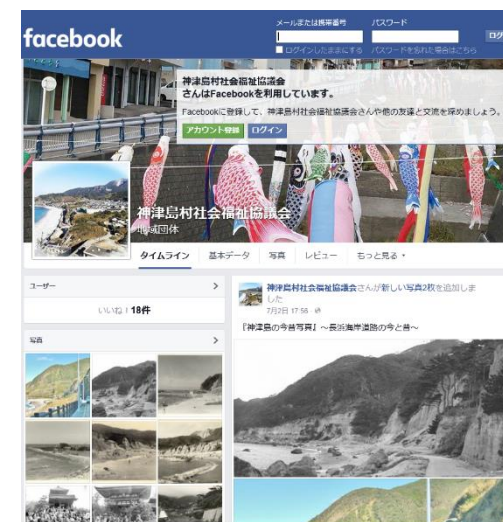 メールまたは携帯番号 パスワード
facebook
ログ
ログインしたままにする パスワードを忘れた場合はこちら
神津島村社会福祉協議会
さんはFacebookを利用しています。
Facebookに登録して、神津島村社会福祉協議会さんや他の友達と交流を深めましょう。
アカウント登録 ログイン
神津島村社会福祉協議会
地域団体
タイムライン 基本データ 写真 レビュー もっと見る
ユーザー
いいね！18件
写真
神津島村社会福祉協議会さんが新しい写真2枚を追加しま
した
7月2日 17:56
『神津島の今昔写真』～長浜海岸道路の今と昔～